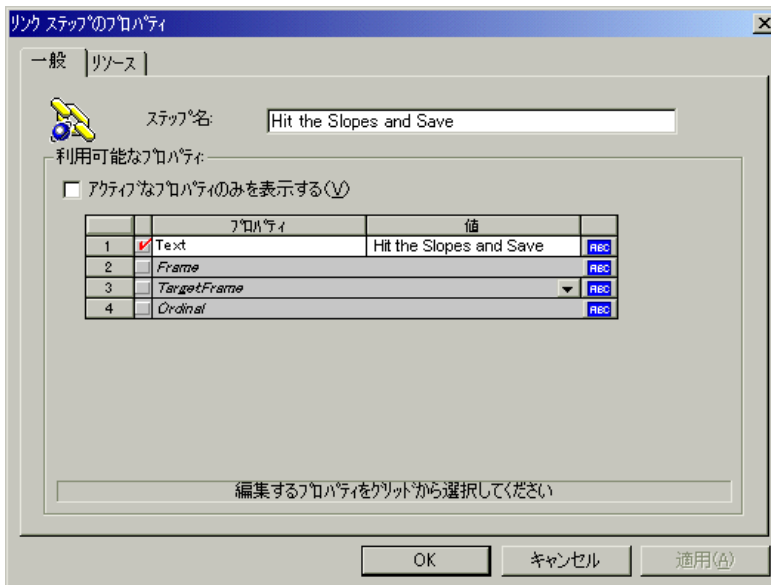 リンク ステップのプロパティ
一般 リソース
ステップ名: Hit the Slopes and Save
利用可能なプロパティ:
アクティブなプロパティのみを表示する(V)
プロパティ 値
1 Text Hit the Slopes and Save ABC
2 Frame ABC
3 TargetFrame ABC
4 Ordinal ABC
編集するプロパティをグリッドから選択してください
OK キャンセル 適用(A)